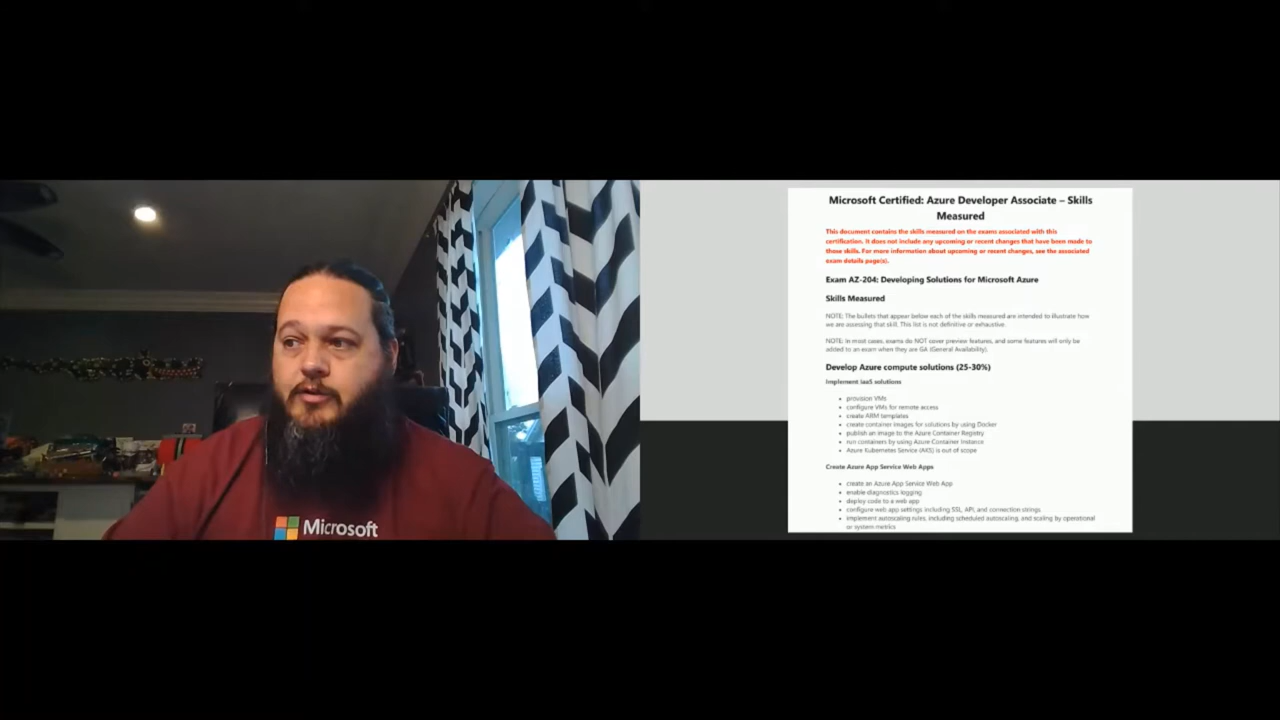 Microsoft
Microsoft Certified: Azure Developer Associate – Skills
Measured
This document contains the skills measured on the exams associated with this
certification. It does not include any upcoming or recent changes that have been made to
those skills. For more information about upcoming or recent changes, see the associated
exam details page(s).
Exam AZ-204: Developing Solutions for Microsoft Azure
Skills Measured
NOTE: The bullets that appear below each of the skills measured are intended to illustrate how
we are assessing that skill. This list is not definitive or exhaustive.
NOTE: In most cases, exams do NOT cover preview features, and some features will only be
added to an exam when they are GA (General Availability).
Develop Azure compute solutions (25-30%)
Implement IaaS solutions
• provision VMs
• configure VMs for remote access
• create ARM templates
• create container images for solutions by using Docker
• publish an image to the Azure Container Registry
• run containers by using Azure Container Instance
• Azure Kubernetes Service (AKS) is out of scope
Create Azure App Service Web Apps
• create an Azure App Service Web App
• enable diagnostics logging
• deploy code to a web app
• configure web app settings including SSL, API, and connection strings
• implement autoscaling rules, including scheduled autoscaling, and scaling by operational
or system metrics